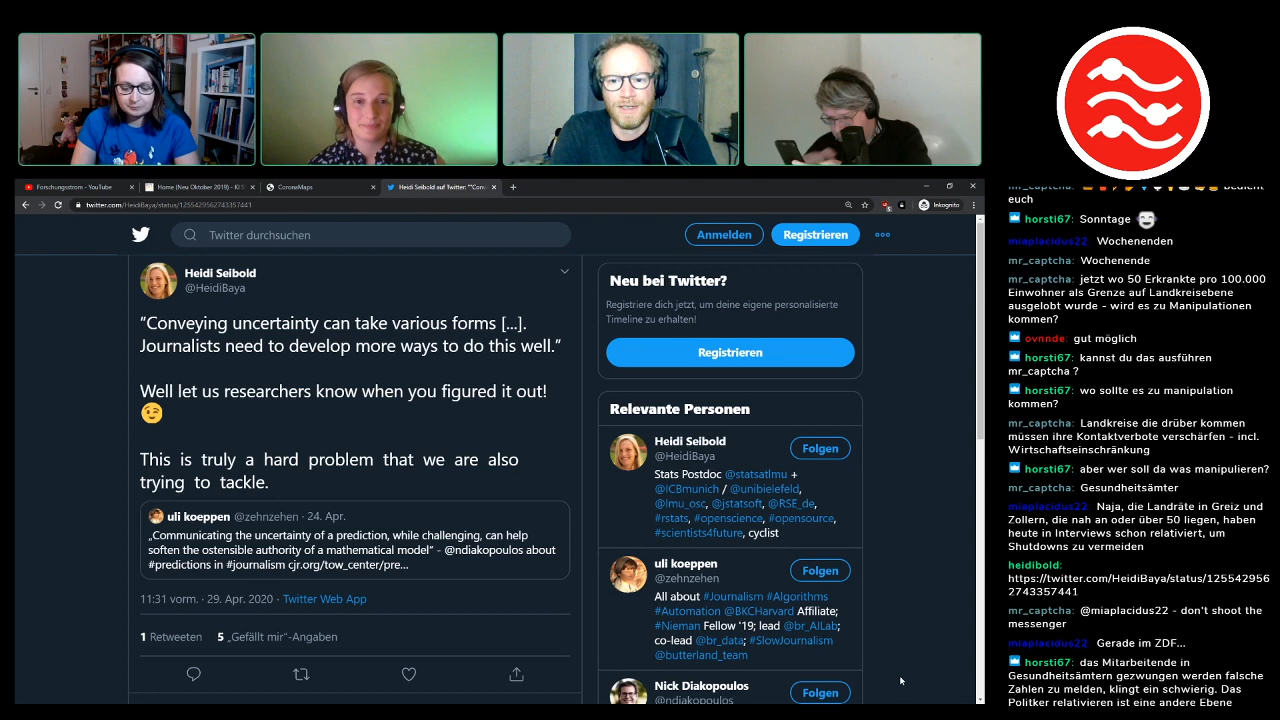 Forschungsstrom - YouTube
Home (Neu Oktober 2019) - KI S
CoronaMaps
Heidi Seibold auf Twitter: "“Conv
twitter.com/HeidiBaya/status/1255429562743357441
Inkognito
Twitter durchsuchen
Anmelden
Registrieren
Heidi Seibold
@HeidiBaya
“Conveying uncertainty can take various forms [...].
Journalists need to develop more ways to do this well.”
Well let us researchers know when you figured it out!
😉
This is truly a hard problem that we are also
trying to tackle.
uli koeppen @zehnzehen · 24. Apr.
„Communicating the uncertainty of a prediction, while challenging, can help
soften the ostensible authority of a mathematical model” - @ndiakopoulos about
#predictions in #journalism cjr.org/tow_center/pre...
11:31 vorm. · 29. Apr. 2020 · Twitter Web App
1 Retweeten 5 „Gefällt mir“-Angaben
Neu bei Twitter?
Registriere dich jetzt, um deine eigene personalisierte
Timeline zu erhalten!
Registrieren
Relevante Personen
Heidi Seibold
@HeidiBaya
Folgen
Stats Postdoc @statsatlmu +
@ICBmunich / @unibielefeld,
@lmu_osc, @jstatsoft, @RSE_de,
#rstats, #openscience, #opensource,
#scientists4future, cyclist
uli koeppen
@zehnzehen
Folgen
All about #Journalism #Algorithms
#Automation @BKCHarvard Affiliate;
#Nieman Fellow '19; lead @br_AILab;
co-lead @br_data; #SlowJournalism
@butterland_team
Nick Diakopoulos
@ndiakopoulos
Folgen
mr_captcha: bedient
euch
horsti67: Sonntage
miaplacidus22 Wochenenden
mr_captcha: Wochenende
mr_captcha: jetzt wo 50 Erkrankte pro 100.000
Einwohner als Grenze auf Landkreisebene
ausgelobt wurde - wird es zu Manipulationen
kommen?
ovnnde: gut möglich
horsti67: kannst du das ausführen
mr_captcha ?
horsti67: wo sollte es zu manipulation
kommen?
mr_captcha: Landkreise die drüber kommen
müssen ihre Kontaktverbote verschärfen - incl.
Wirtschaftseinschränkung
horsti67: aber wer soll da was manipulieren?
mr_captcha: Gesundheitsämter
miaplacidus22 Naja, die Landräte in Greiz und
Zollern, die nah an oder über 50 liegen, haben
heute in Interviews schon relativiert, um
Shutdowns zu vermeiden
heidibold:
https://twitter.com/HeidiBaya/status/125542956
2743357441
mr_captcha: @miaplacidus22 - don't shoot the
messenger
miaplacidus22 Gerade im ZDF...
horsti67: das Mitarbeitende in
Gesundheitsämtern gezwungen werden falsche
Zahlen zu melden, klingt ein schwierig. Das
Politker relativieren ist eine andere Ebene